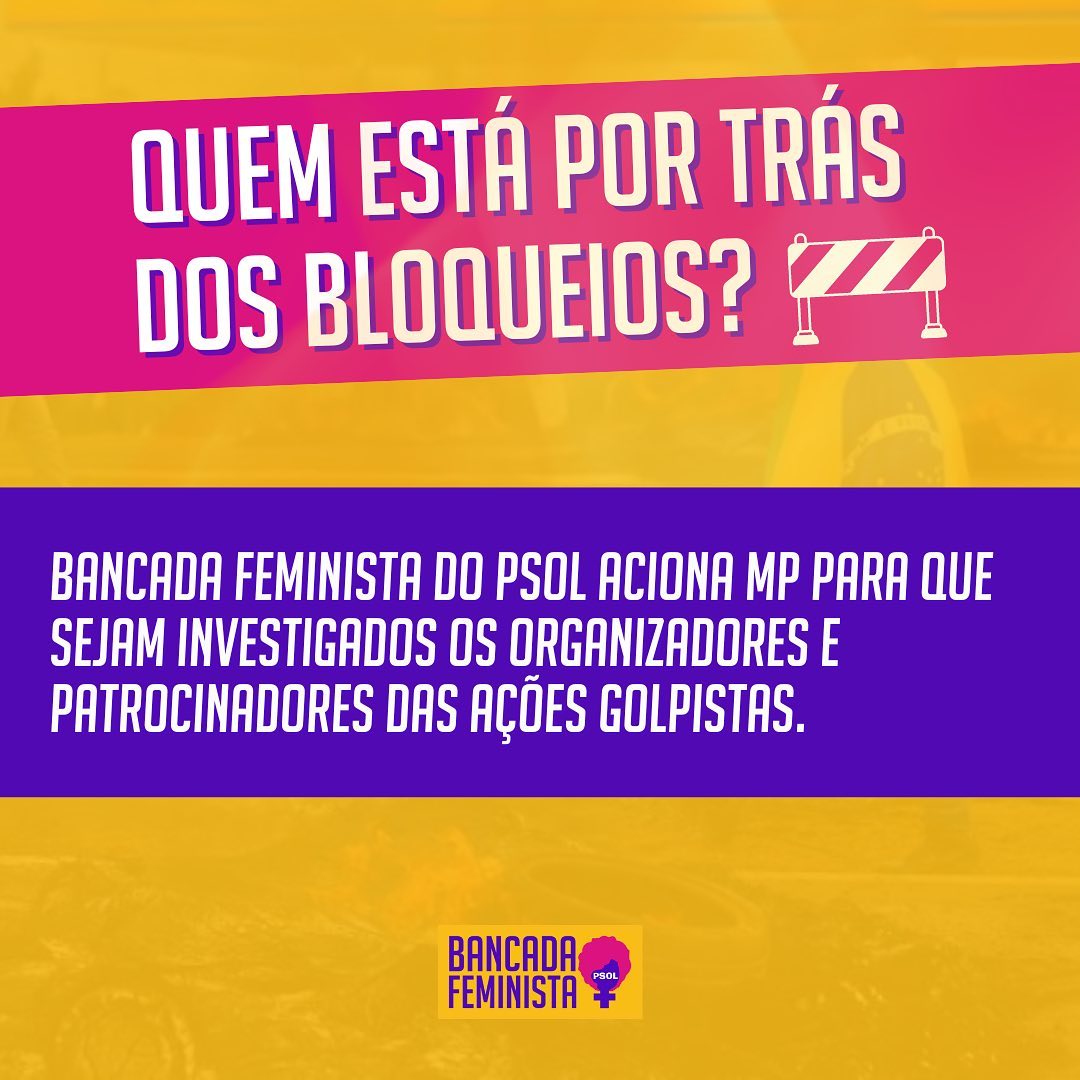 QUEM ESTÁ POR TRÁS
DOS BLOQUEIOS?
BANCADA FEMINISTA DO PSOL ACIONA MP PARA QUE
SEJAM INVESTIGADOS OS ORGANIZADORES E
PATROCINADORES DAS AÇÕES GOLPISTAS.
BANCADA
FEMINISTA
PSOL